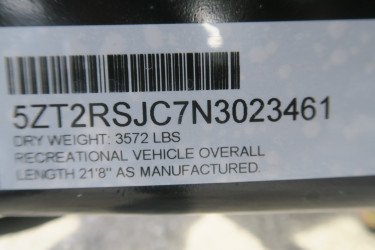 5ZT2RSJC7N3023461
DRY WEIGHT: 3572 LBS
RECREATIONAL VEHICLE OVERALL
LENGTH 21'8" AS MANUFACTURED.